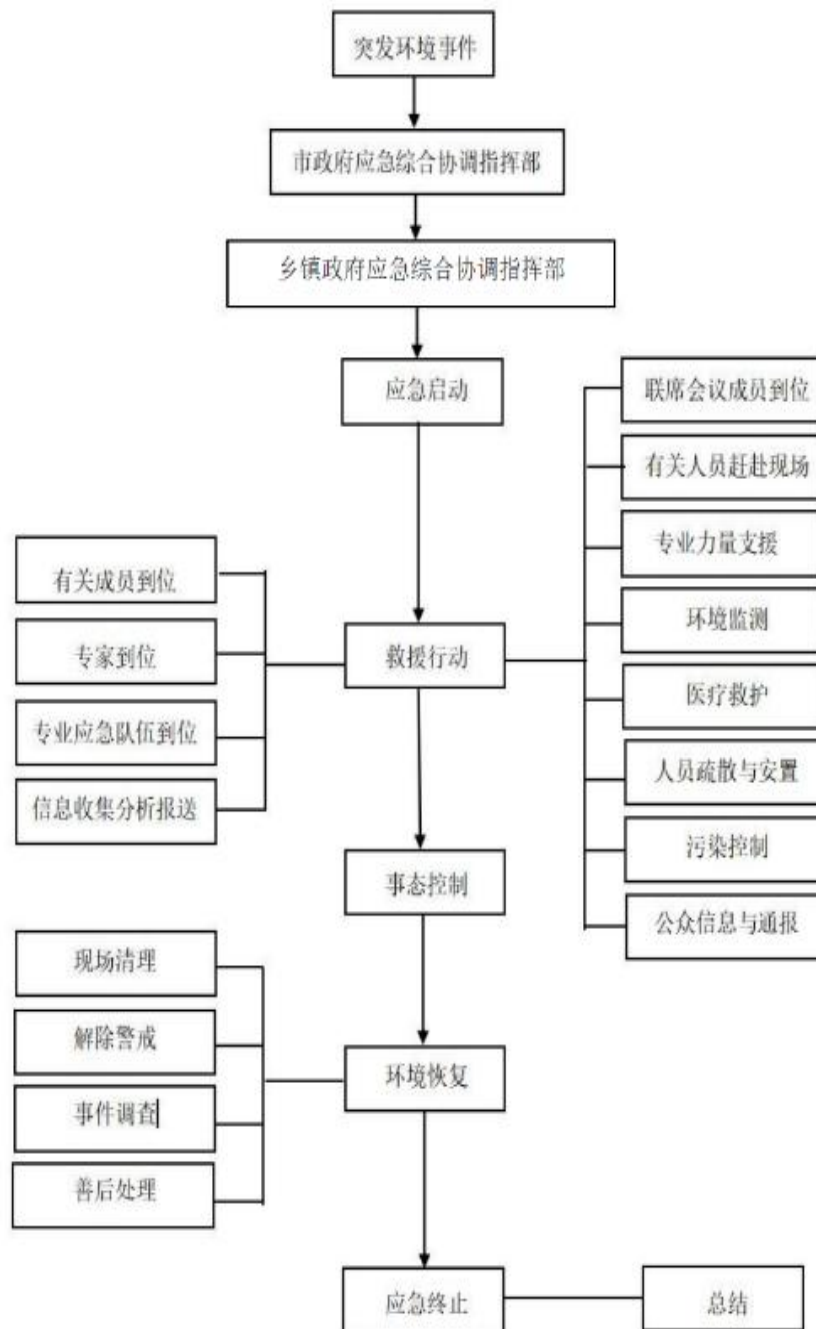 突发环境事件
市政府应急综合协调指挥部
乡镇政府应急综合协调指挥部
应急启动
联席会议成员到位
有关人员赶赴现场
专业力量支援
环境监测
医疗救护
人员疏散与安置
污染控制
公众信息与通报
有关成员到位
专家到位
专业应急队伍到位
信息收集分析报送
救援行动
事态控制
现场清理
解除警戒
事件调查
善后处理
环境恢复
应急终止
总结